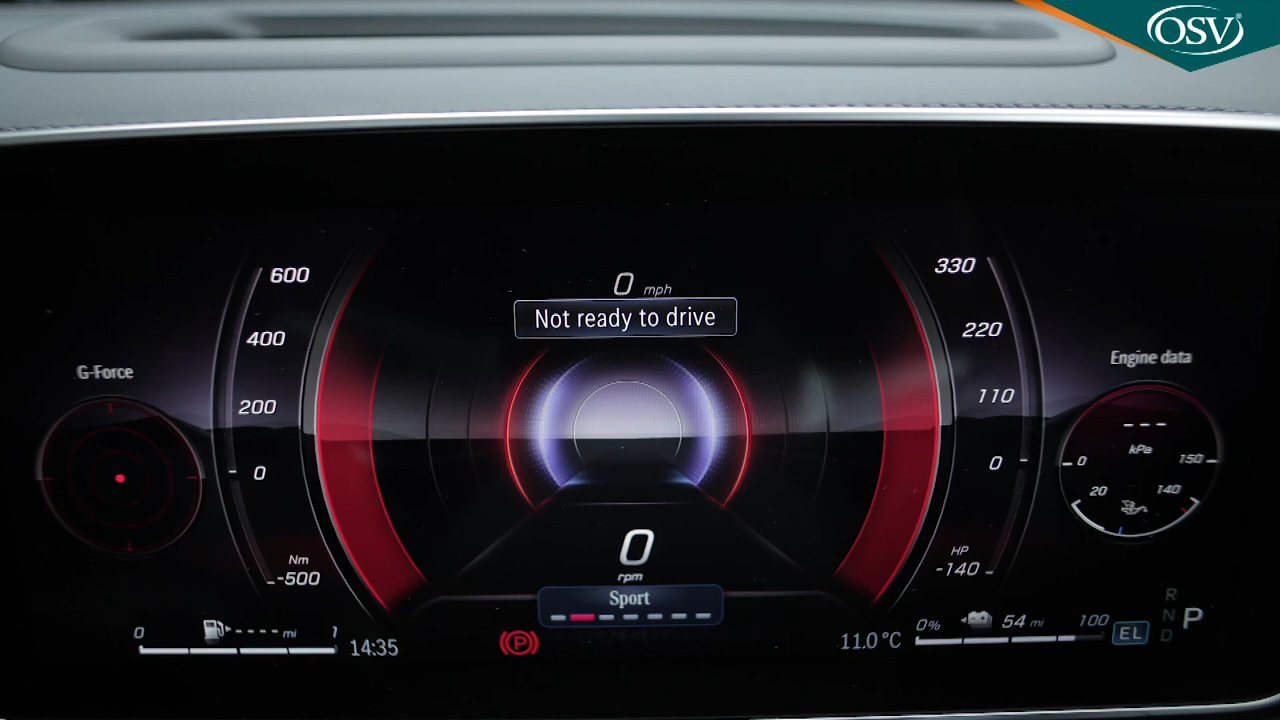 OSV®
600
400
200
0
Nm
-500
G-Force
0 mph
Not ready to drive
0
rpm
Sport
330
220
110
0
HP
-140
Engine data
---
kPa
0 150
20 140
0 ---- mi 1
14:35
(P)
11.0 °C
0% 54 mi 100
EL
R
N P
D